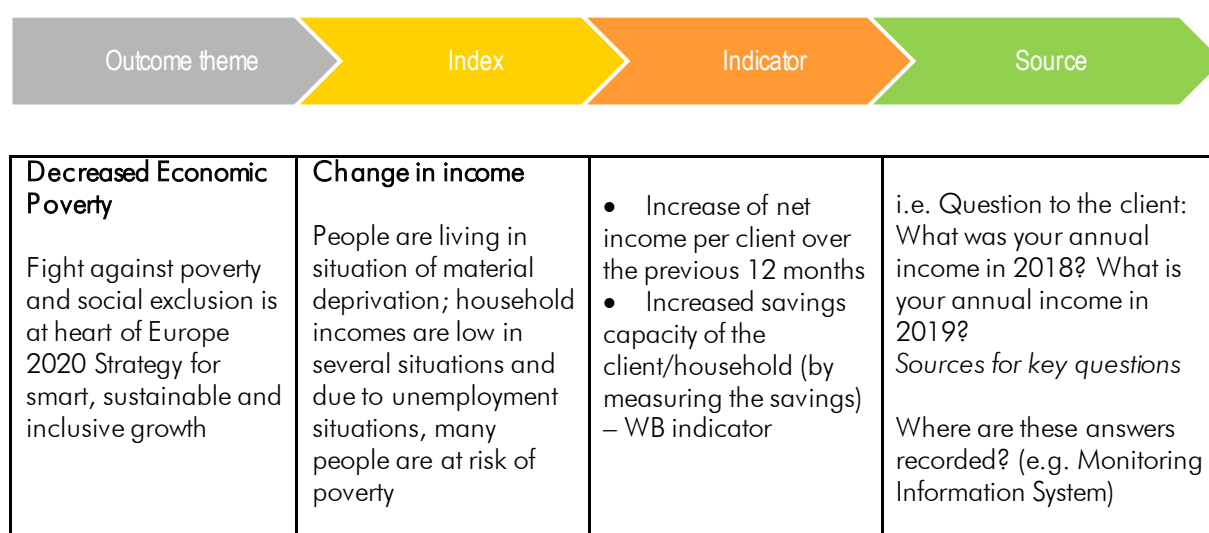 Outcome theme
Index
Indicator
Source
Decreased Economic
Poverty
Fight against poverty
and social exclusion is
at heart of Europe
2020 Strategy for
smart, sustainable and
inclusive growth
Change in income
People are living in
situation of material
deprivation; household
incomes are low in
several situations and
due to unemployment
situations, many
people are at risk of
poverty
• Increase of net
income per client over
the previous 12 months
• Increased savings
capacity of the
client/household (by
measuring the savings)
– WB indicator
i.e. Question to the client:
What was your annual
income in 2018? What is
your annual income in
2019?
Sources for key questions
Where are these answers
recorded? (e.g. Monitoring
Information System)